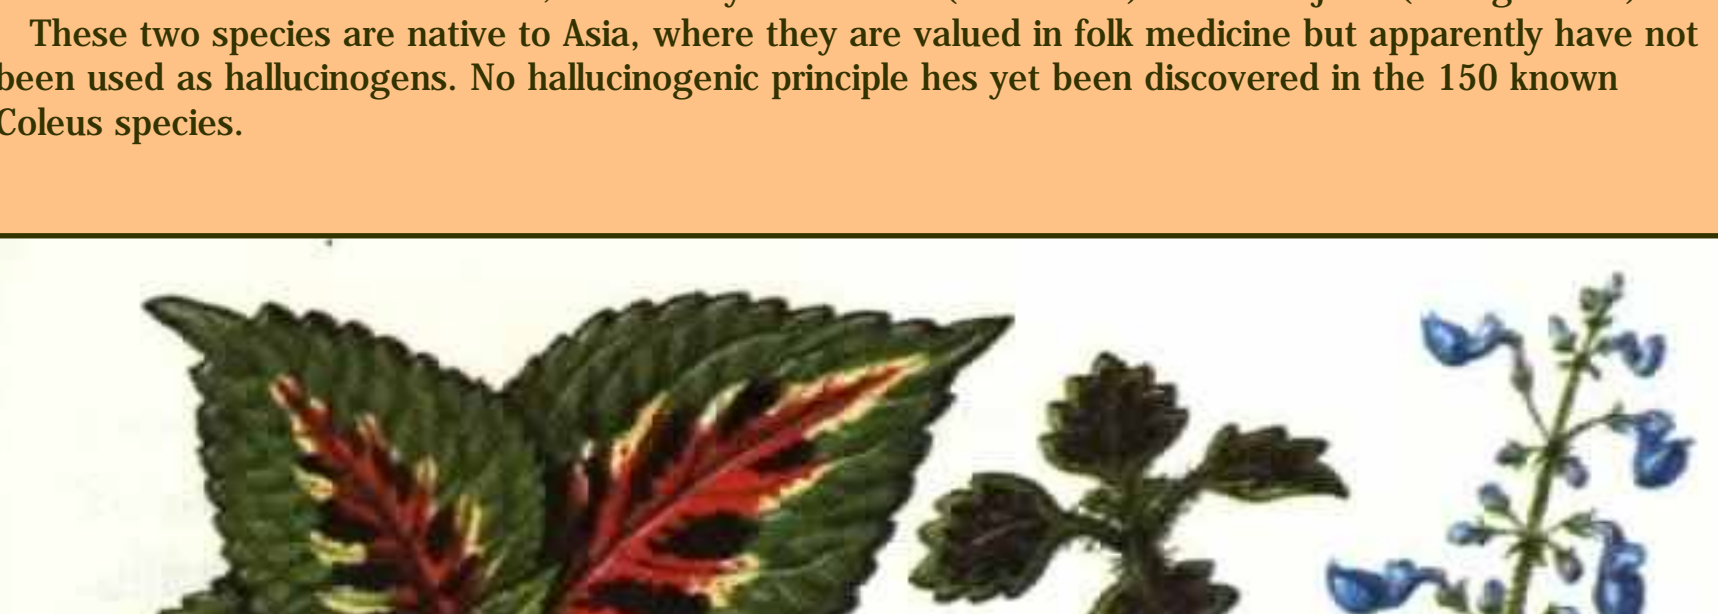 These two species are native to Asia, where they are valued in folk medicine but apparently have not
been used as hallucinogens. No hallucinogenic principle hes yet been discovered in the 150 known
Coleus species.